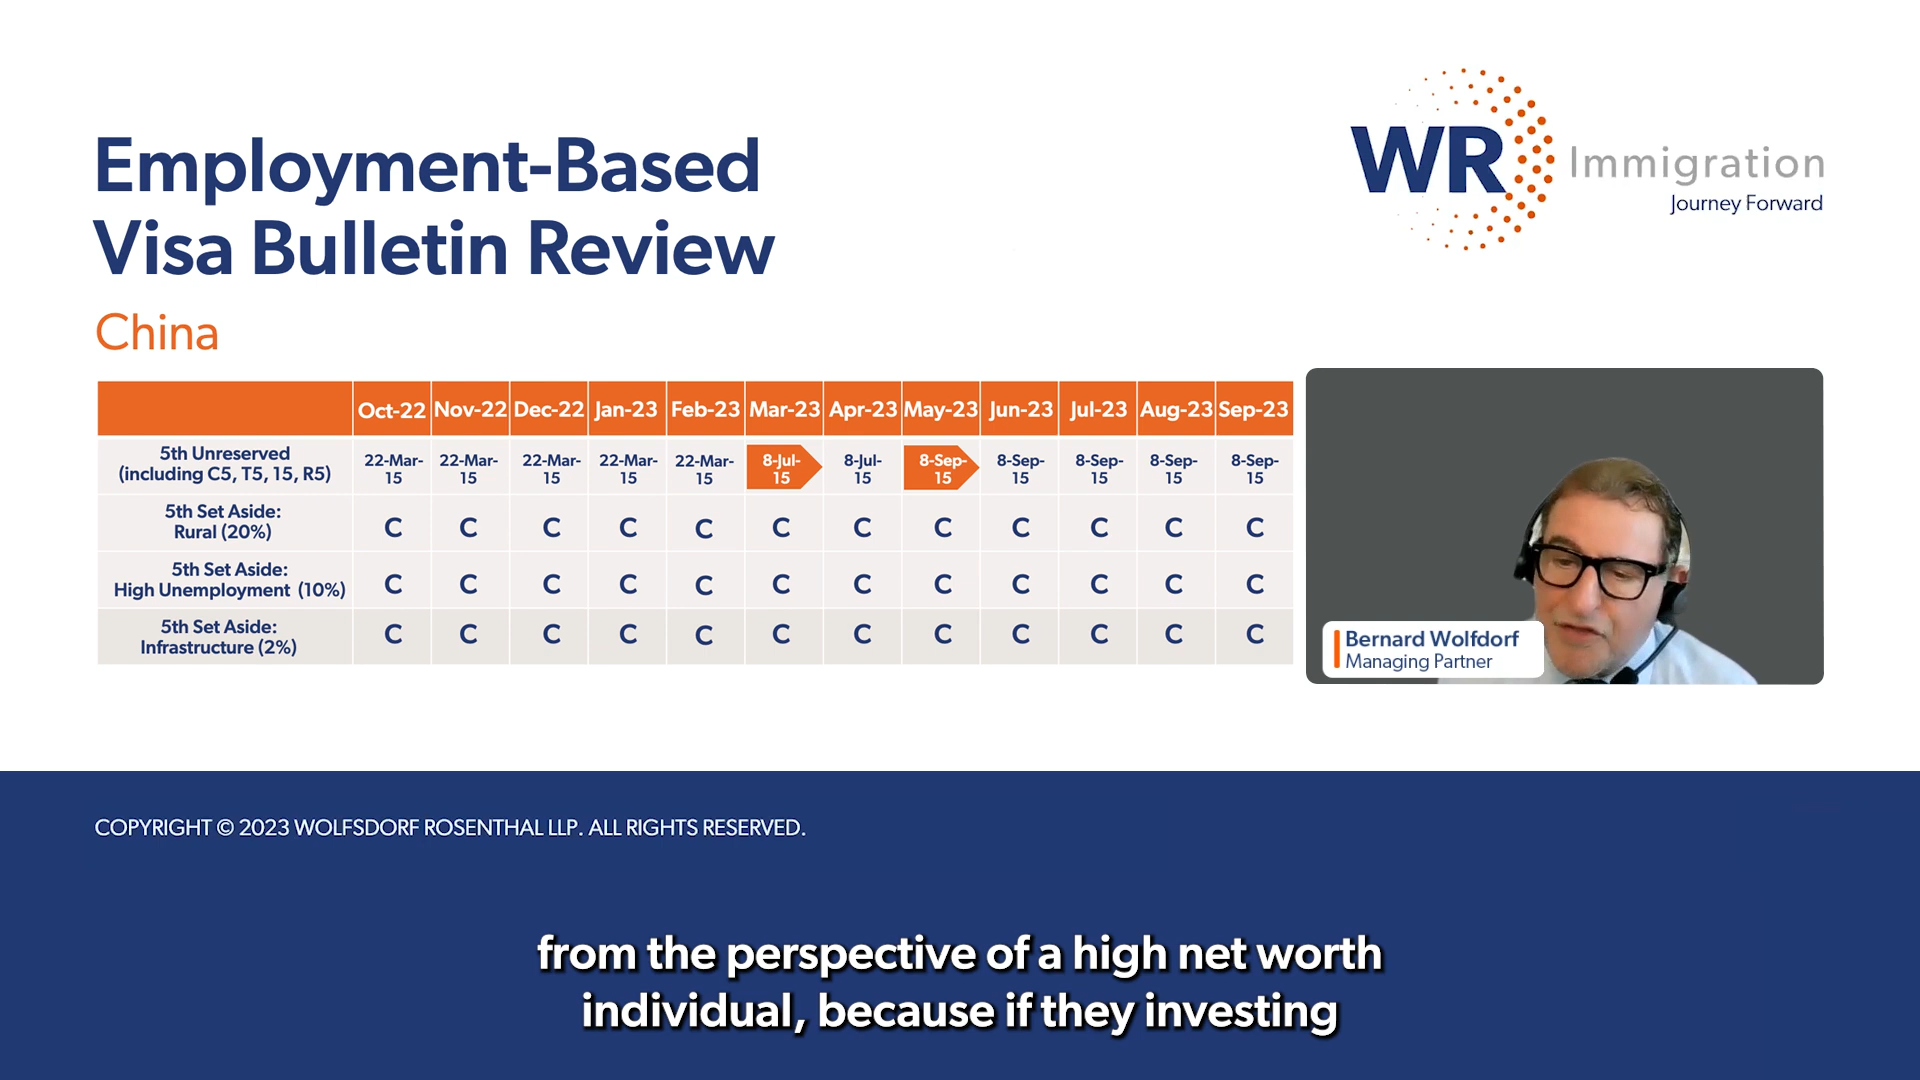 Employment-Based
Visa Bulletin Review
China
WR Immigration
Journey Forward
Oct-22 Nov-22 Dec-22 Jan-23 Feb-23 Mar-23 Apr-23 May-23 Jun-23 Jul-23 Aug-23 Sep-23
5th Unreserved
(including C5, T5, 15, R5)
22-Mar- 22-Mar- 22-Mar- 22-Mar- 22-Mar- 8-Jul- 8-Jul- 8-Sep- 8-Sep- 8-Sep- 8-Sep- 8-Sep-
15 15 15 15 15 15 15 15 15 15 15 15
5th Set Aside:
Rural (20%)
C C C C C C C C C C C C
5th Set Aside:
High Unemployment (10%)
C C C C C C C C C C C C
5th Set Aside:
Infrastructure (2%)
C C C C C C C C C C C C
Bernard Wolfdorf
Managing Partner
COPYRIGHT © 2023 WOLFSDORF ROSENTHAL LLP. ALL RIGHTS RESERVED.
from the perspective of a high net worth
individual, because if they investing